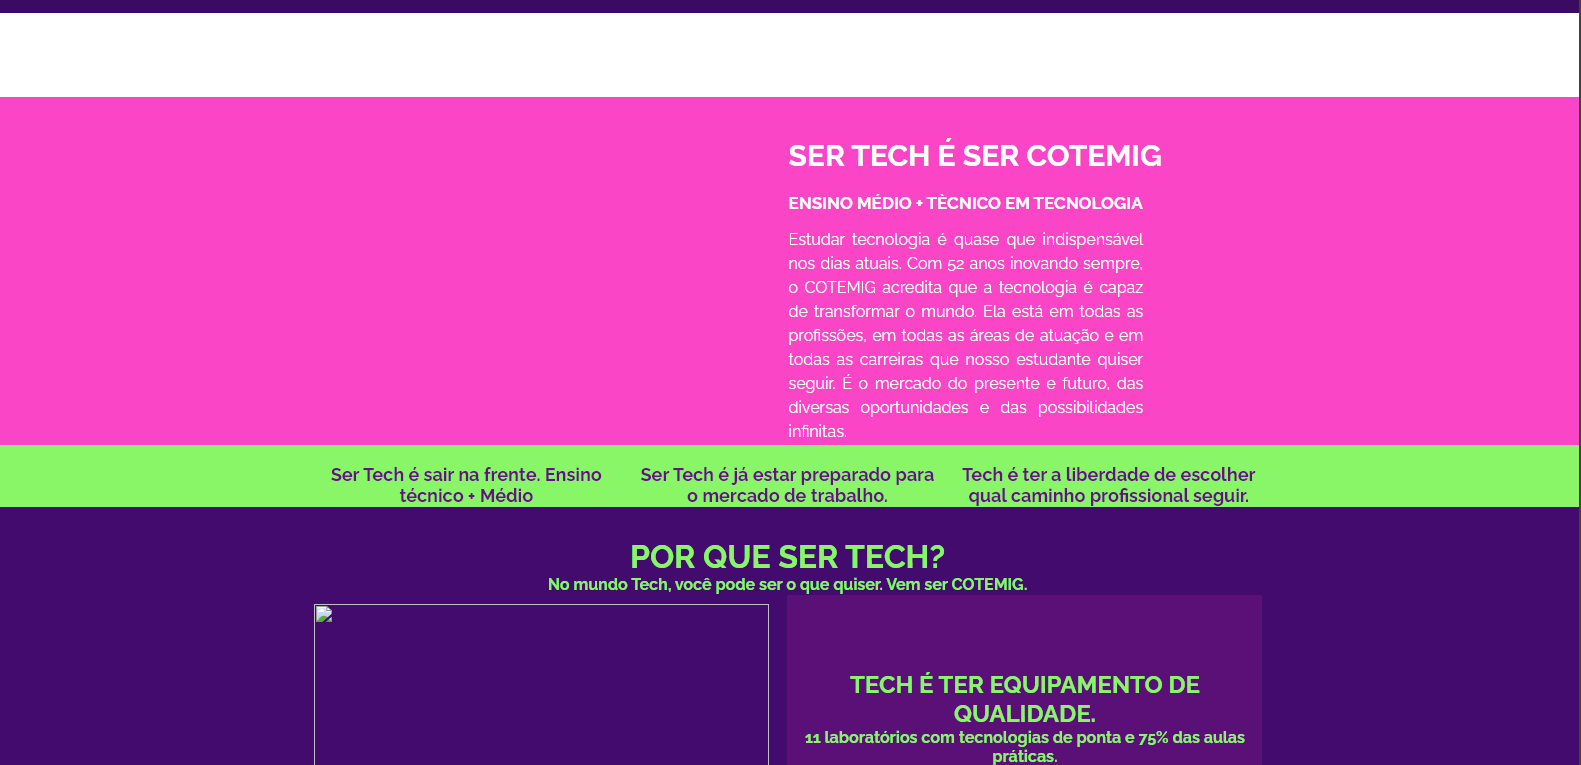 SER TECH É SER COTEMIG
ENSINO MÉDIO + TÈCNICO EM TECNOLOGIA
Estudar tecnologia é quase que indispensável
nos dias atuais. Com 52 anos inovando sempre,
o COTEMIG acredita que a tecnologia é capaz
de transformar o mundo. Ela está em todas as
profissões, em todas as áreas de atuação e em
todas as carreiras que nosso estudante quiser
seguir. É o mercado do presente e futuro, das
diversas oportunidades e das possibilidades
infinitas.
Ser Tech é sair na frente. Ensino
técnico + Médio
Ser Tech é já estar preparado para
o mercado de trabalho.
Tech é ter a liberdade de escolher
qual caminho profissional seguir.
POR QUE SER TECH?
No mundo Tech, você pode ser o que quiser. Vem ser COTEMIG.
TECH É TER EQUIPAMENTO DE
QUALIDADE.
11 laboratórios com tecnologias de ponta e 75% das aulas
práticas.